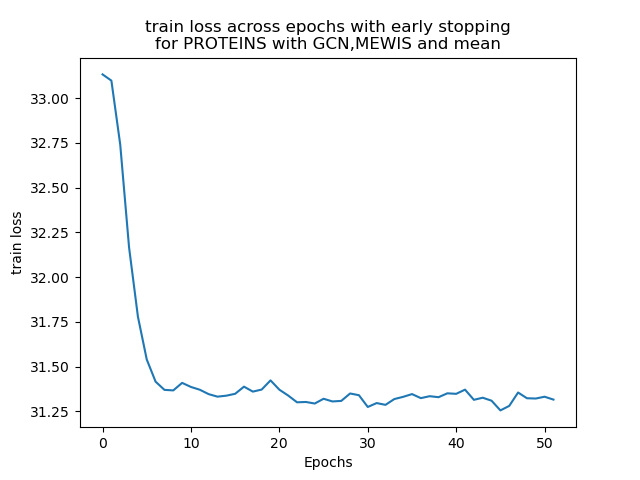 train loss across epochs with early stopping
for PROTEINS with GCN,MEWIS and mean
33.00
32.75
32.50
32.25
32.00
31.75
31.50
31.25
train loss
0 10 20 30 40 50
Epochs